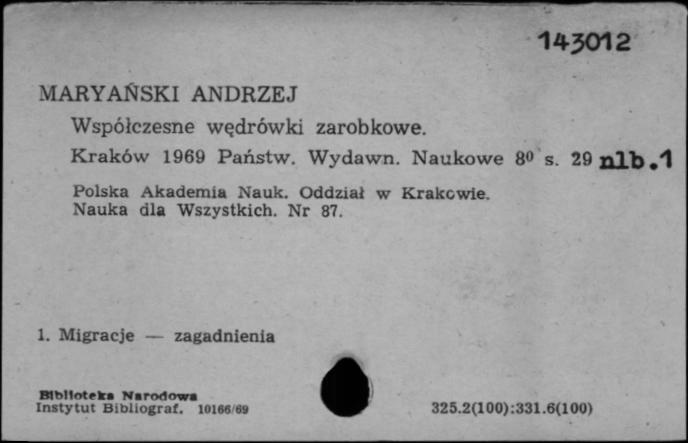 143012
MARYAŃSKI ANDRZEJ
Współczesne wędrówki zarobkowe.
Kraków 1969 Państw. Wydawn. Naukowe 8⁰ s. 29 nlb.1
Polska Akademia Nauk. Oddział w Krakowie.
Nauka dla Wszystkich. Nr 87.
1. Migracje — zagadnienia
Biblioteka Narodowa
Instytut Bibliograf. 10166/69
325.2(100):331.6(100)